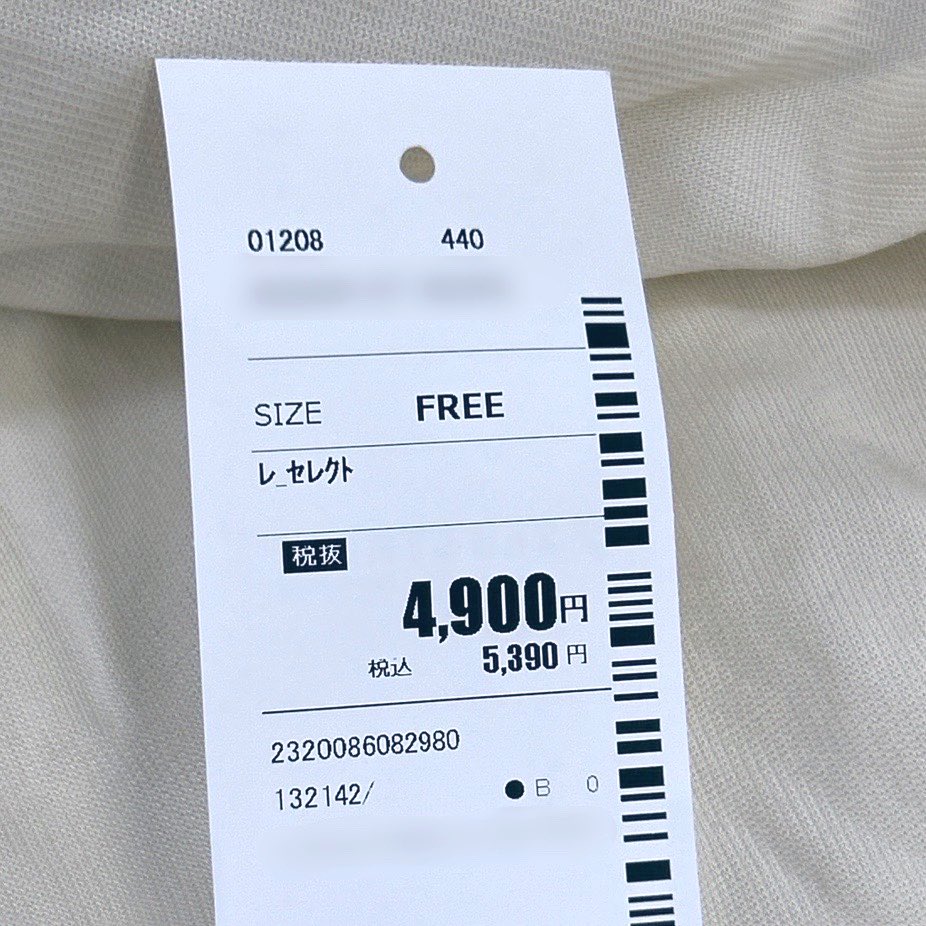 01208 440
SIZE FREE
レ_セレクト
税抜
4,900円
税込 5,390円
2320086082980
132142/ ●B 0